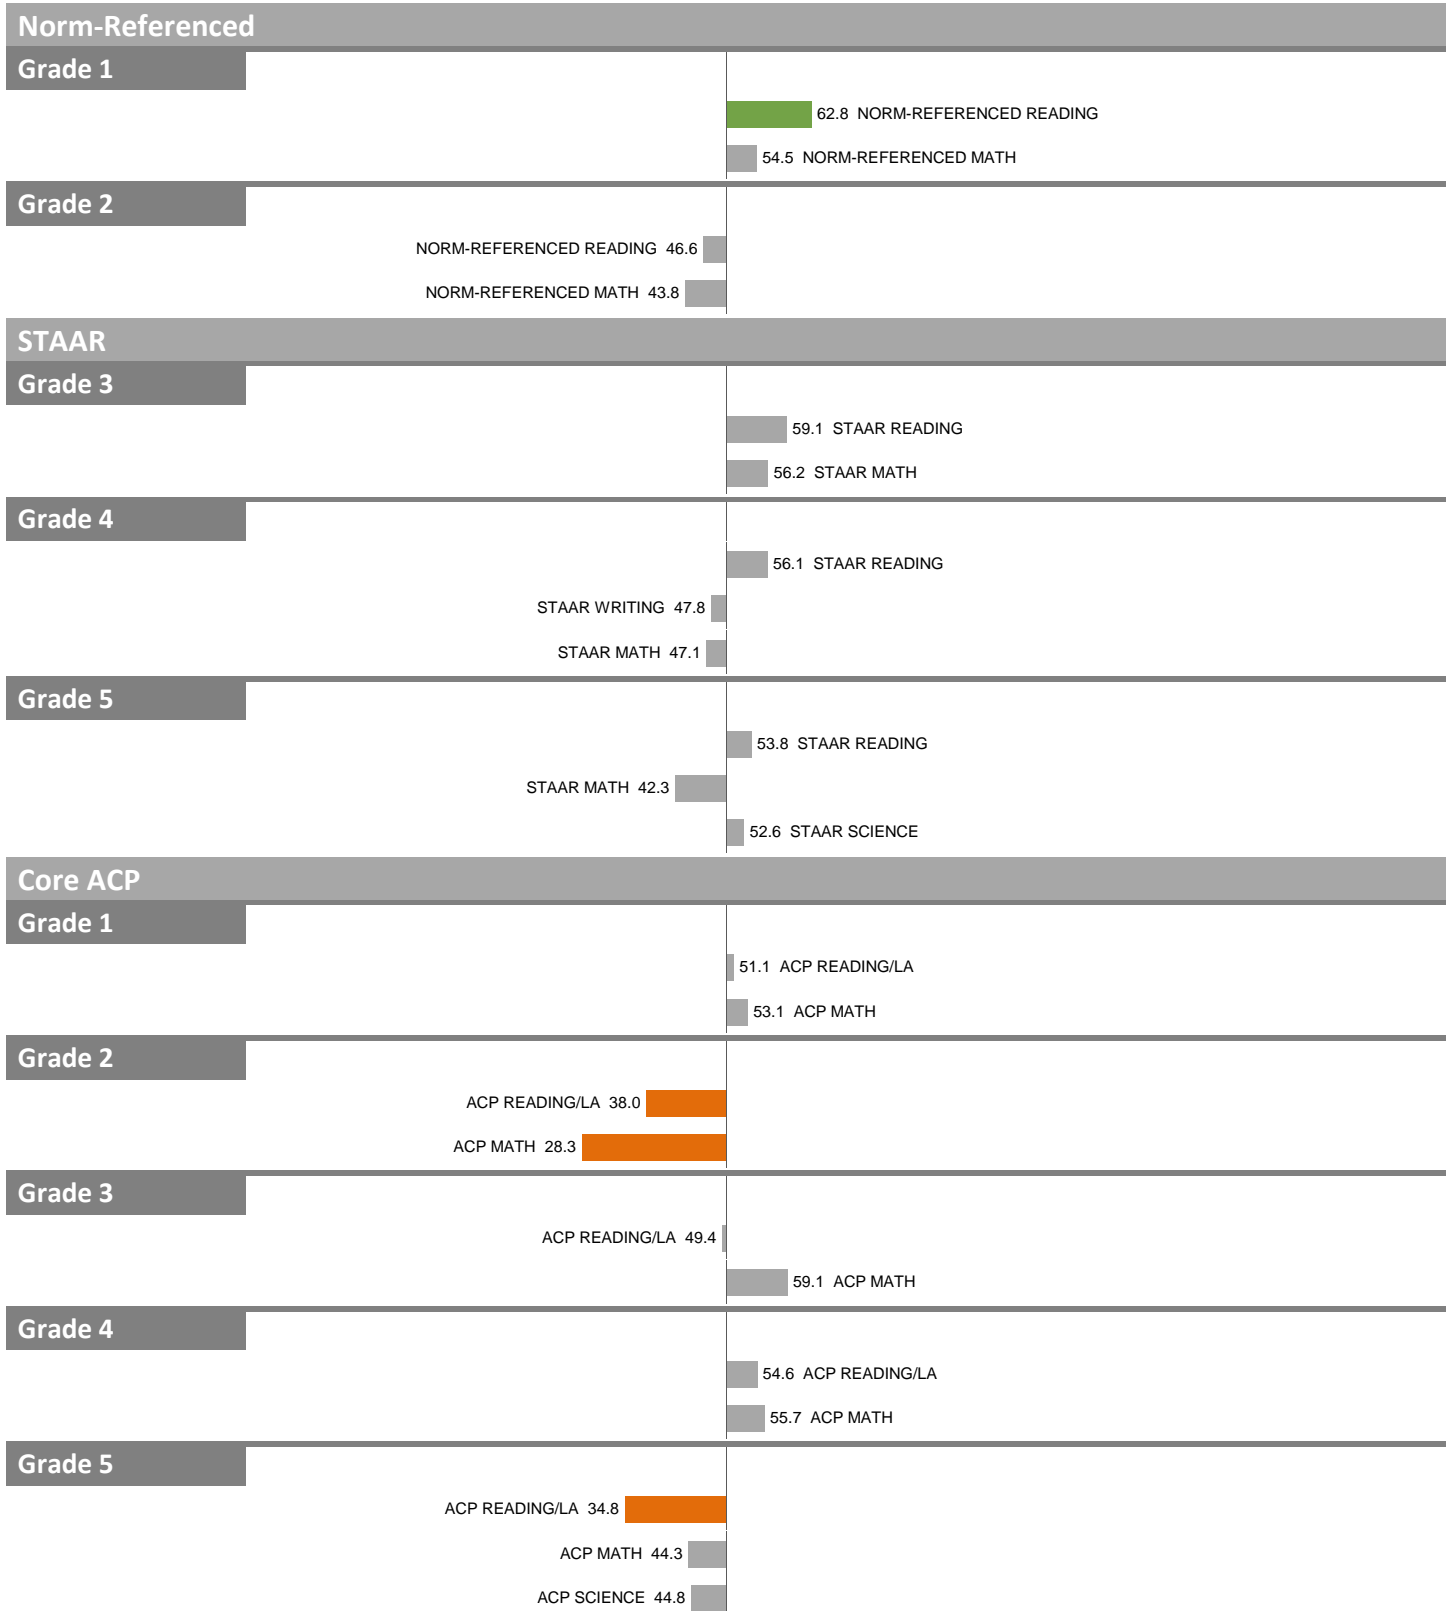 Norm-Referenced
Grade 1
62.8 NORM-REFERENCED READING
54.5 NORM-REFERENCED MATH
Grade 2
NORM-REFERENCED READING 46.6
NORM-REFERENCED MATH 43.8
STAAR
Grade 3
59.1 STAAR READING
56.2 STAAR MATH
Grade 4
56.1 STAAR READING
STAAR WRITING 47.8
STAAR MATH 47.1
Grade 5
53.8 STAAR READING
STAAR MATH 42.3
52.6 STAAR SCIENCE
Core ACP
Grade 1
51.1 ACP READING/LA
53.1 ACP MATH
Grade 2
ACP READING/LA 38.0
ACP MATH 28.3
Grade 3
ACP READING/LA 49.4
59.1 ACP MATH
Grade 4
54.6 ACP READING/LA
55.7 ACP MATH
Grade 5
ACP READING/LA 34.8
ACP MATH 44.3
ACP SCIENCE 44.8